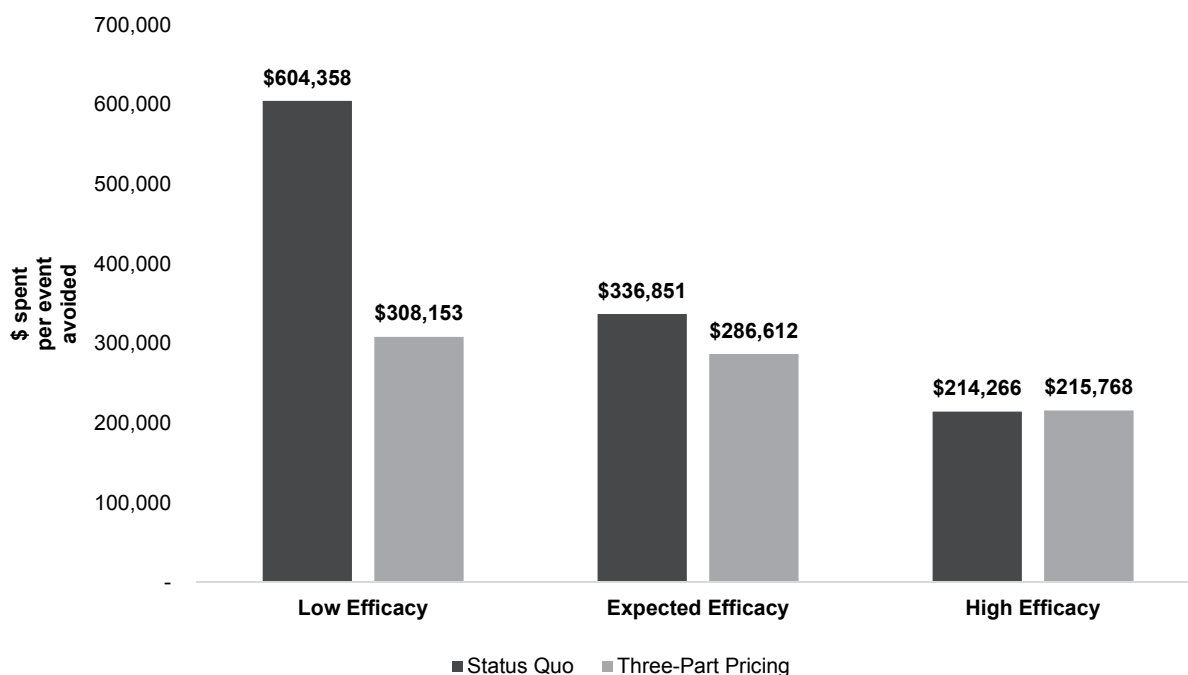 700,000
$604,358
600,000
500,000
400,000
$ spent
per event
avoided
$336,851
$308,153
300,000
$286,612
$214,266 $215,768
200,000
100,000
-
Low Efficacy Expected Efficacy High Efficacy
Status Quo Three-Part Pricing